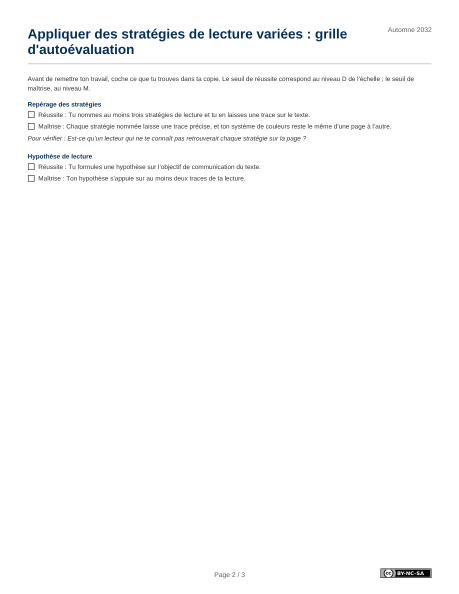 Appliquer des stratégies de lecture variées : grille
d'autoévaluation
Automne 2032
Avant de remettre ton travail, coche ce que tu trouves dans ta copie. Le seuil de réussite correspond au niveau D de l'échelle ; le seuil de
maîtrise, au niveau M.
Repérage des stratégies
Réussite : Tu nommes au moins trois stratégies de lecture et tu en laisses une trace sur le texte.
Maîtrise : Chaque stratégie nommée laisse une trace précise, et ton système de couleurs reste le même d'une page à l'autre.
Pour vérifier : Est-ce qu'un lecteur qui ne te connaît pas retrouverait chaque stratégie sur la page ?
Hypothèse de lecture
Réussite : Tu formules une hypothèse sur l'objectif de communication du texte.
Maîtrise : Ton hypothèse s'appuie sur au moins deux traces de ta lecture.
Page 2 / 3
cc BY-NC-SA